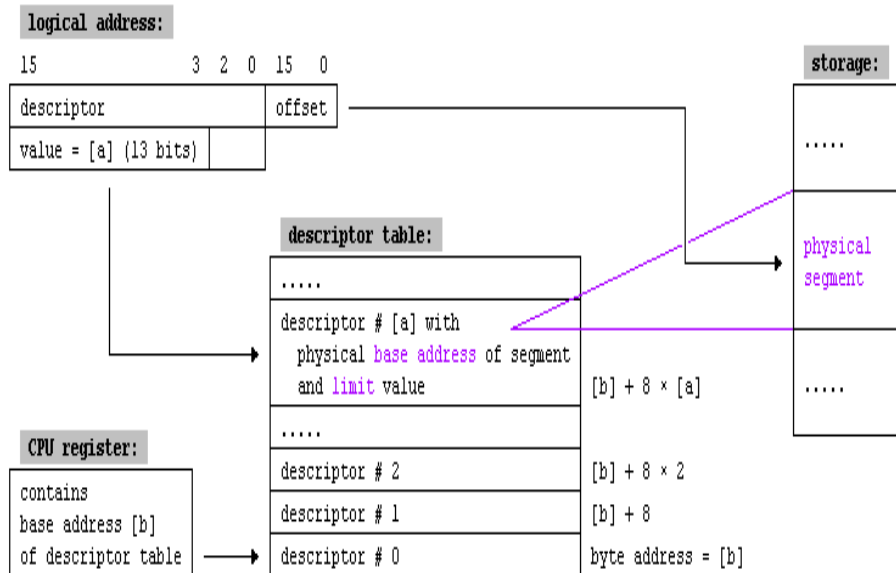 logical address:
15 3 2 0 15 0
descriptor offset
value = [a] (13 bits)
storage:
.....
physical
segment
.....
descriptor table:
.....
descriptor # [a] with
physical base address of segment
and limit value [b] + 8 × [a]
.....
descriptor # 2 [b] + 8 × 2
descriptor # 1 [b] + 8
descriptor # 0 byte address = [b]
CPU register:
contains
base address [b]
of descriptor table